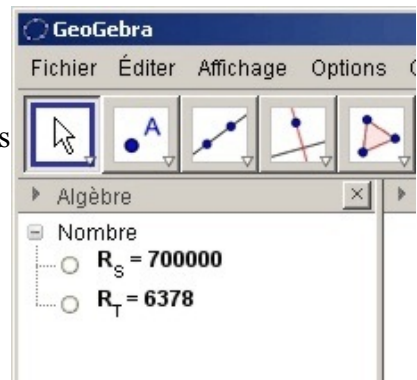 GeoGebra
Fichier Éditer Affichage Options
s
A
Algèbre
Nombre
R_S = 700000
R_T = 6378